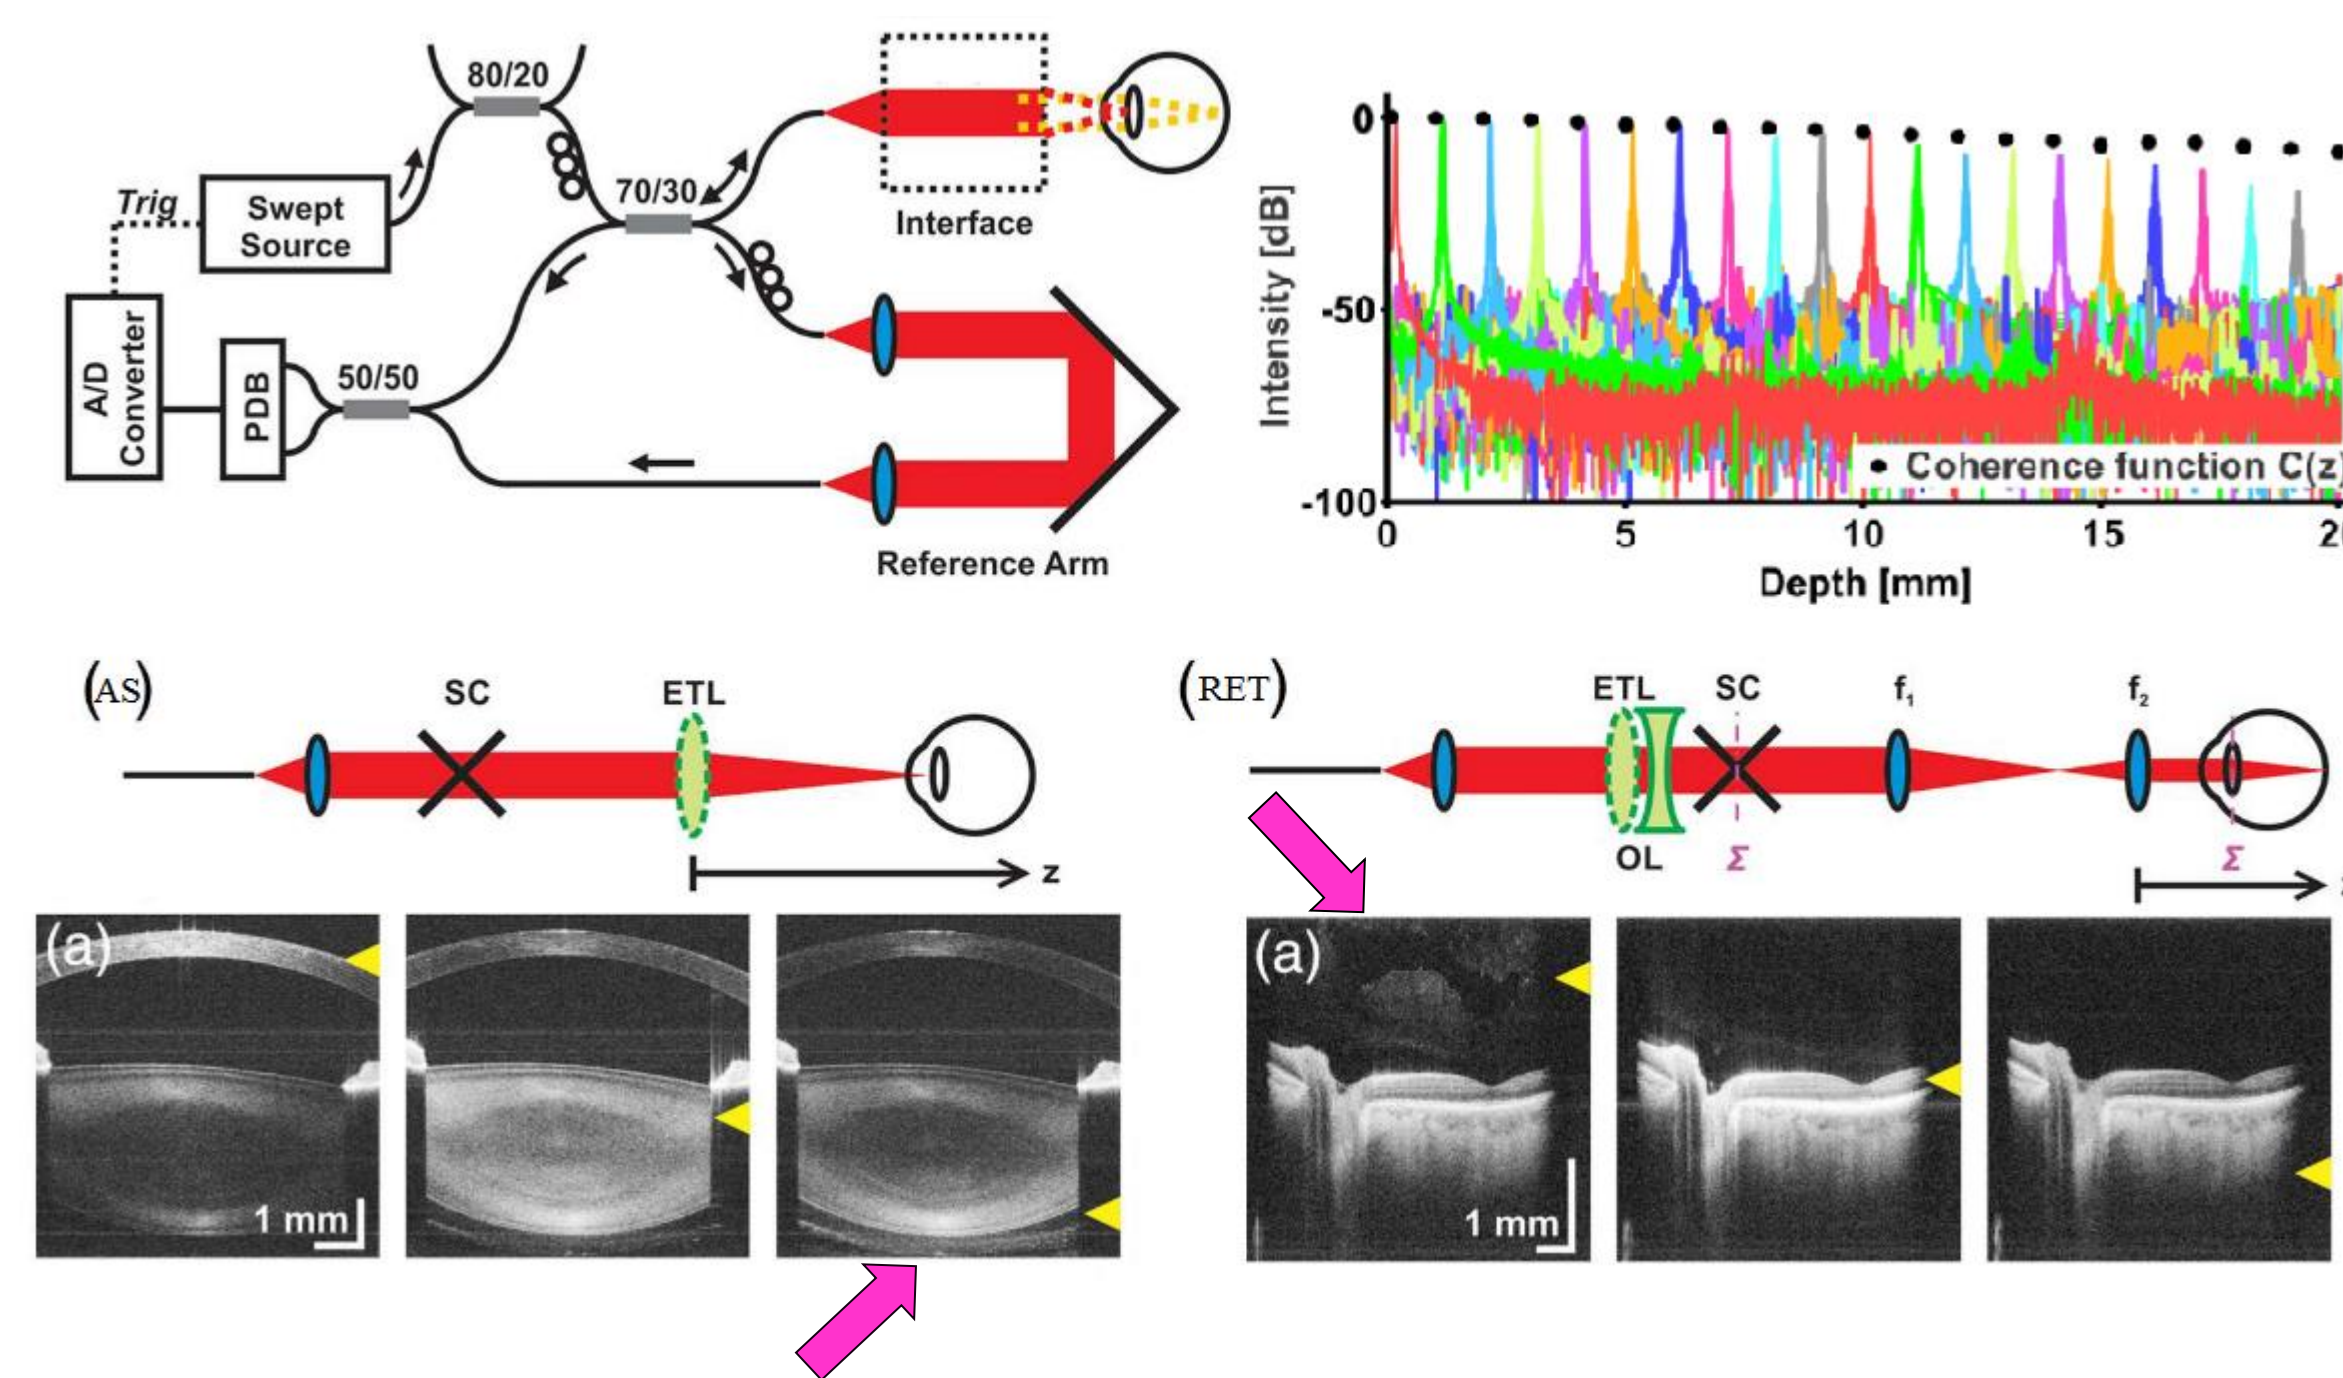 80/20
Trig
Swept
Source
70/30
Interface
A/D
Converter
PDB
50/50
Reference Arm
0
-50
-100
Intensity [dB]
Coherence function C(z)
0
5
10
15
Depth [mm]
(AS)
SC
ETL
z
(RET)
ETL
SC
f₁
f₂
OL
Σ
Σ
(a)
1 mm
(a)
1 mm